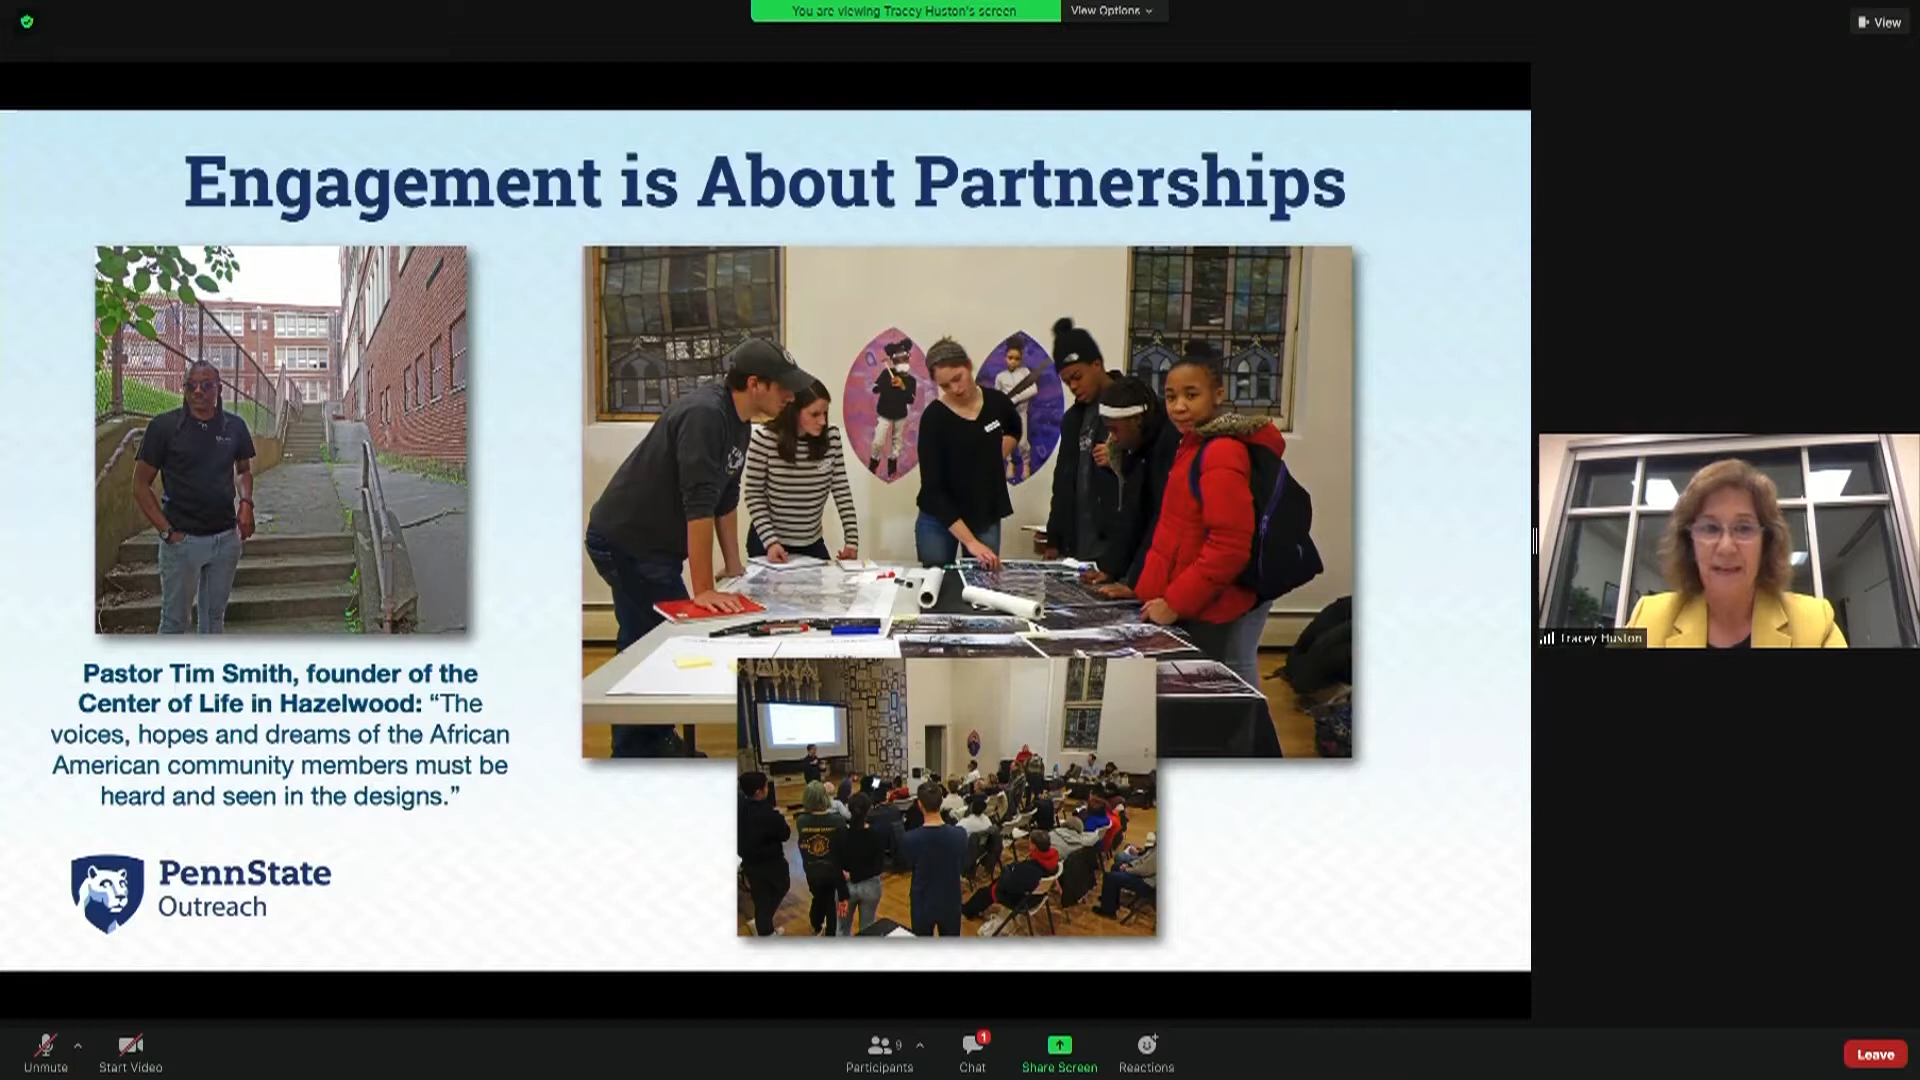 You are viewing Tracey Huston's screen
View Options
View
Engagement is About Partnerships
Pastor Tim Smith, founder of the
Center of Life in Hazelwood: “The
voices, hopes and dreams of the African
American community members must be
heard and seen in the designs.”
PennState
Outreach
Tracey Huston
Unmute
Start Video
Participants
9
Chat
1
Share Screen
Reactions
Leave